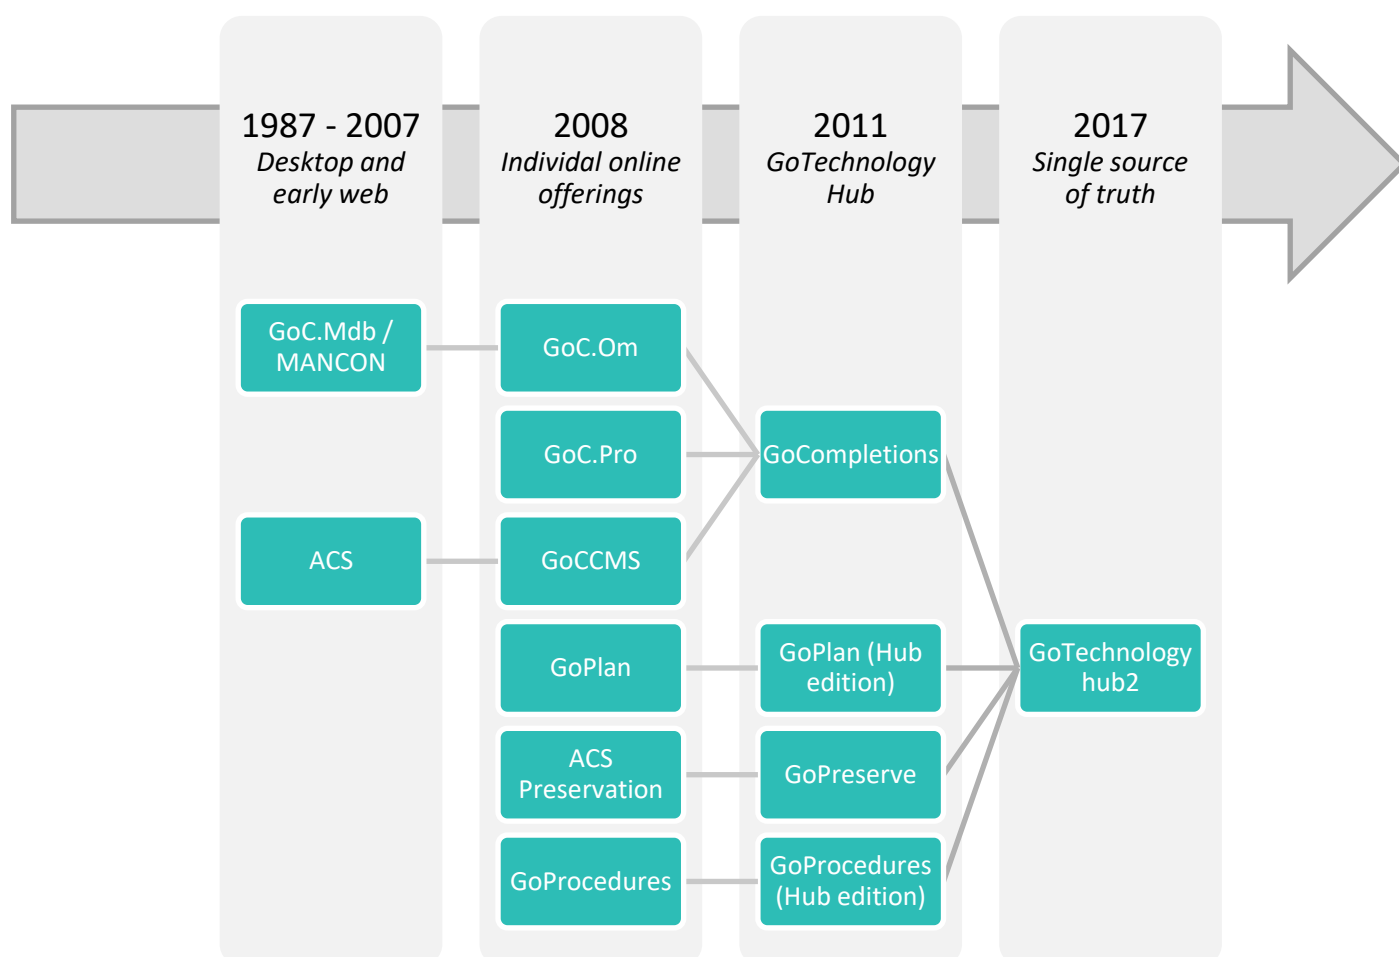 1987 - 2007
Desktop and
early web
2008
Individal online
offerings
2011
GoTechnology
Hub
2017
Single source
of truth
GoC.Mdb /
MANCON
GoC.Om
GoC.Pro
GoCompletions
ACS
GoCCMS
GoPlan
GoPlan (Hub
edition)
GoTechnology
hub2
ACS
Preservation
GoPreserve
GoProcedures
GoProcedures
(Hub edition)